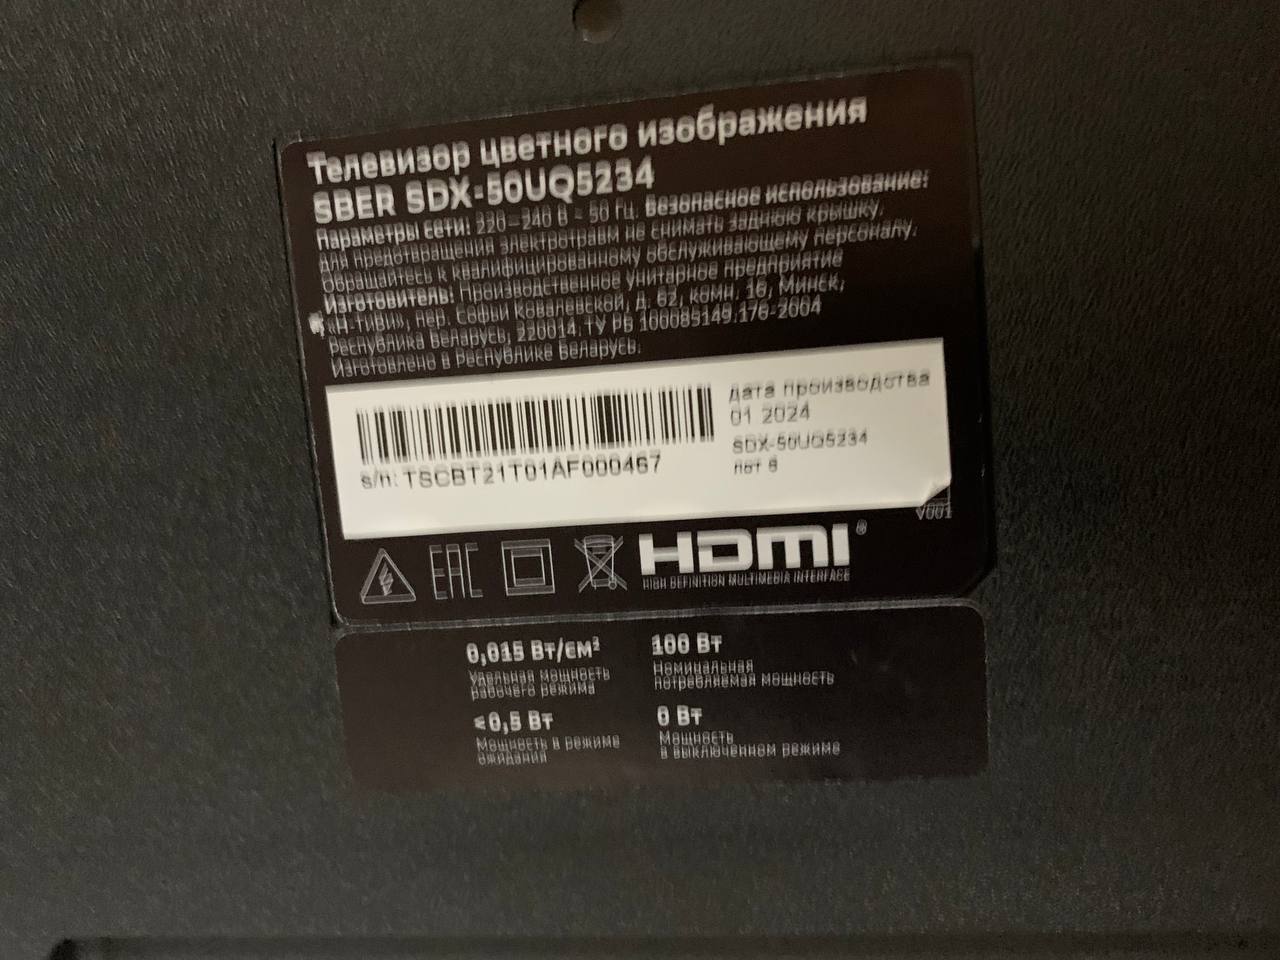 Телевизор цветного изображения
SBER SDX-50UQ5234
Параметры сети: 220–240 В ~ 50 Гц. Безопасное использование:
для предотвращения электротравм не снимать заднюю крышку.
Обращайтесь к квалифицированному обслуживающему персоналу.
Изготовитель: Производственное унитарное предприятие
«Н-ТИВИ», пер. Софьи Ковалевской, д. 62, комн. 16, Минск,
Республика Беларусь, 220014, ТУ РБ 100085149.176-2004
Изготовлено в Республике Беларусь.
дата производства
01 2024
SDX-50UQ5234
лот 6
s/n: TSCBT21T01AF000467
V001
EAC
HDMI®
HIGH DEFINITION MULTIMEDIA INTERFACE
0,015 Вт/см²
Удельная мощность
рабочего режима
100 Вт
Номинальная
потребляемая мощность
<0,5 Вт
Мощность в режиме
ожидания
0 Вт
Мощность
в выключенном режиме